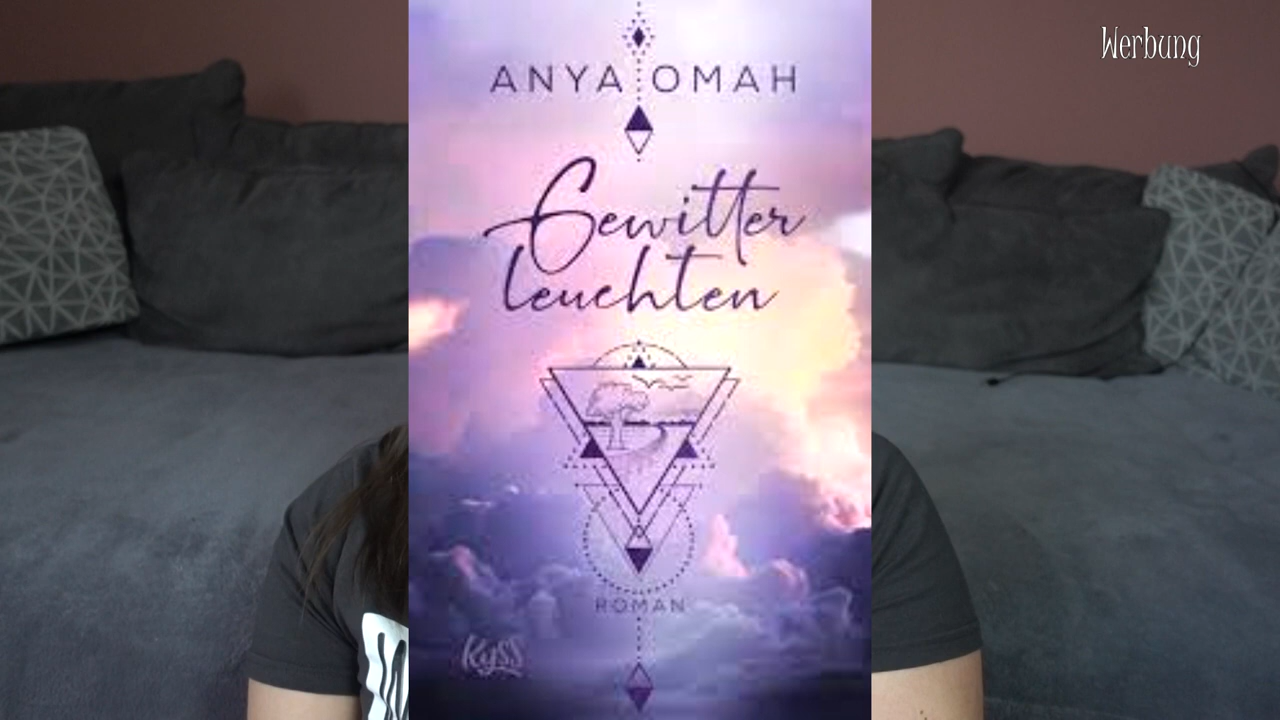 Werbung
ANYA OMAH
Gewitter
leuchten
ROMAN
Kyss